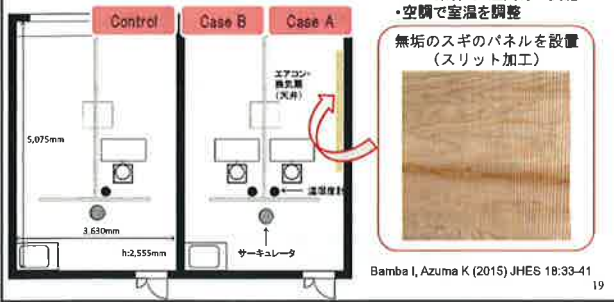 ・空調で室温を調整
Control
Case B
Case A
無垢のスギのパネルを設置
（スリット加工）
エアコン・
換気扇
（天井）
5,075mm
温湿度計
3,630mm
h:2,555mm
サーキュレータ
Bamba I, Azuma K (2015) JHES 18:33-41
19